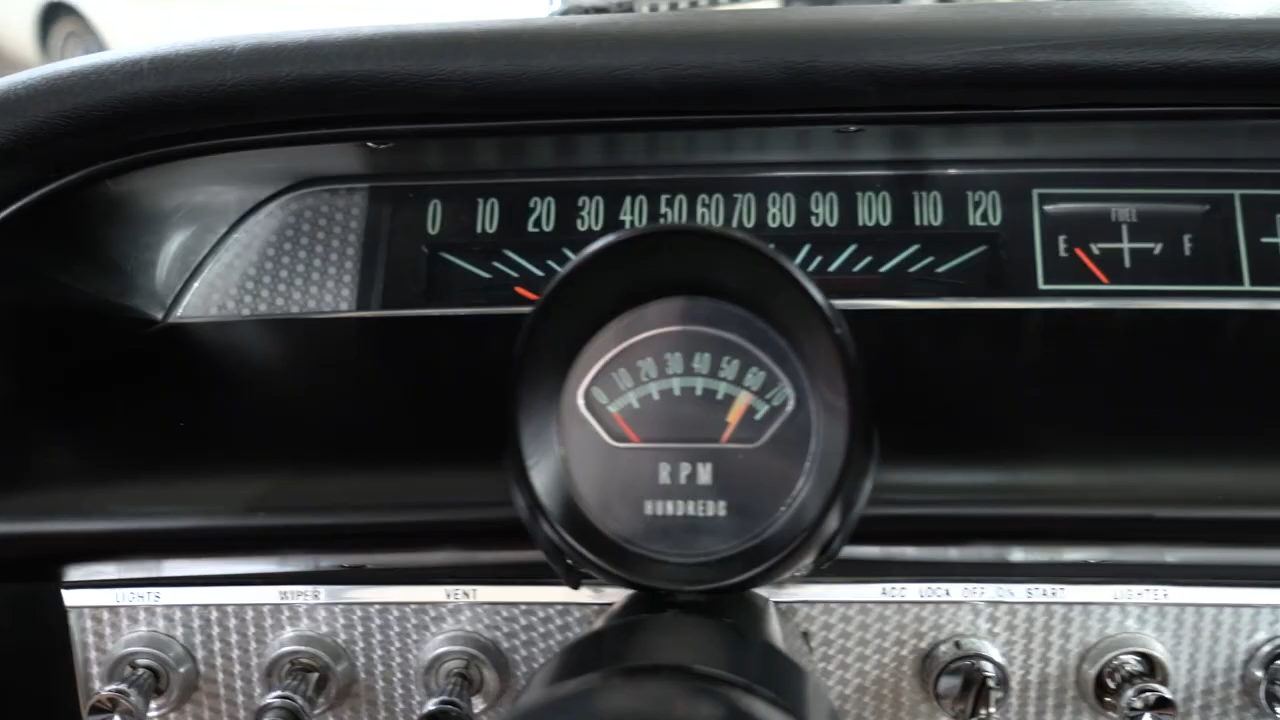 0 10 20 30 40 50 60 70 80 90 100 110 120
FUEL
E F
0 10 20 30 40 50 60 70
RPM
HUNDREDS
LIGHTS WIPER VENT ACC LOCK OFF ON START LIGHTER